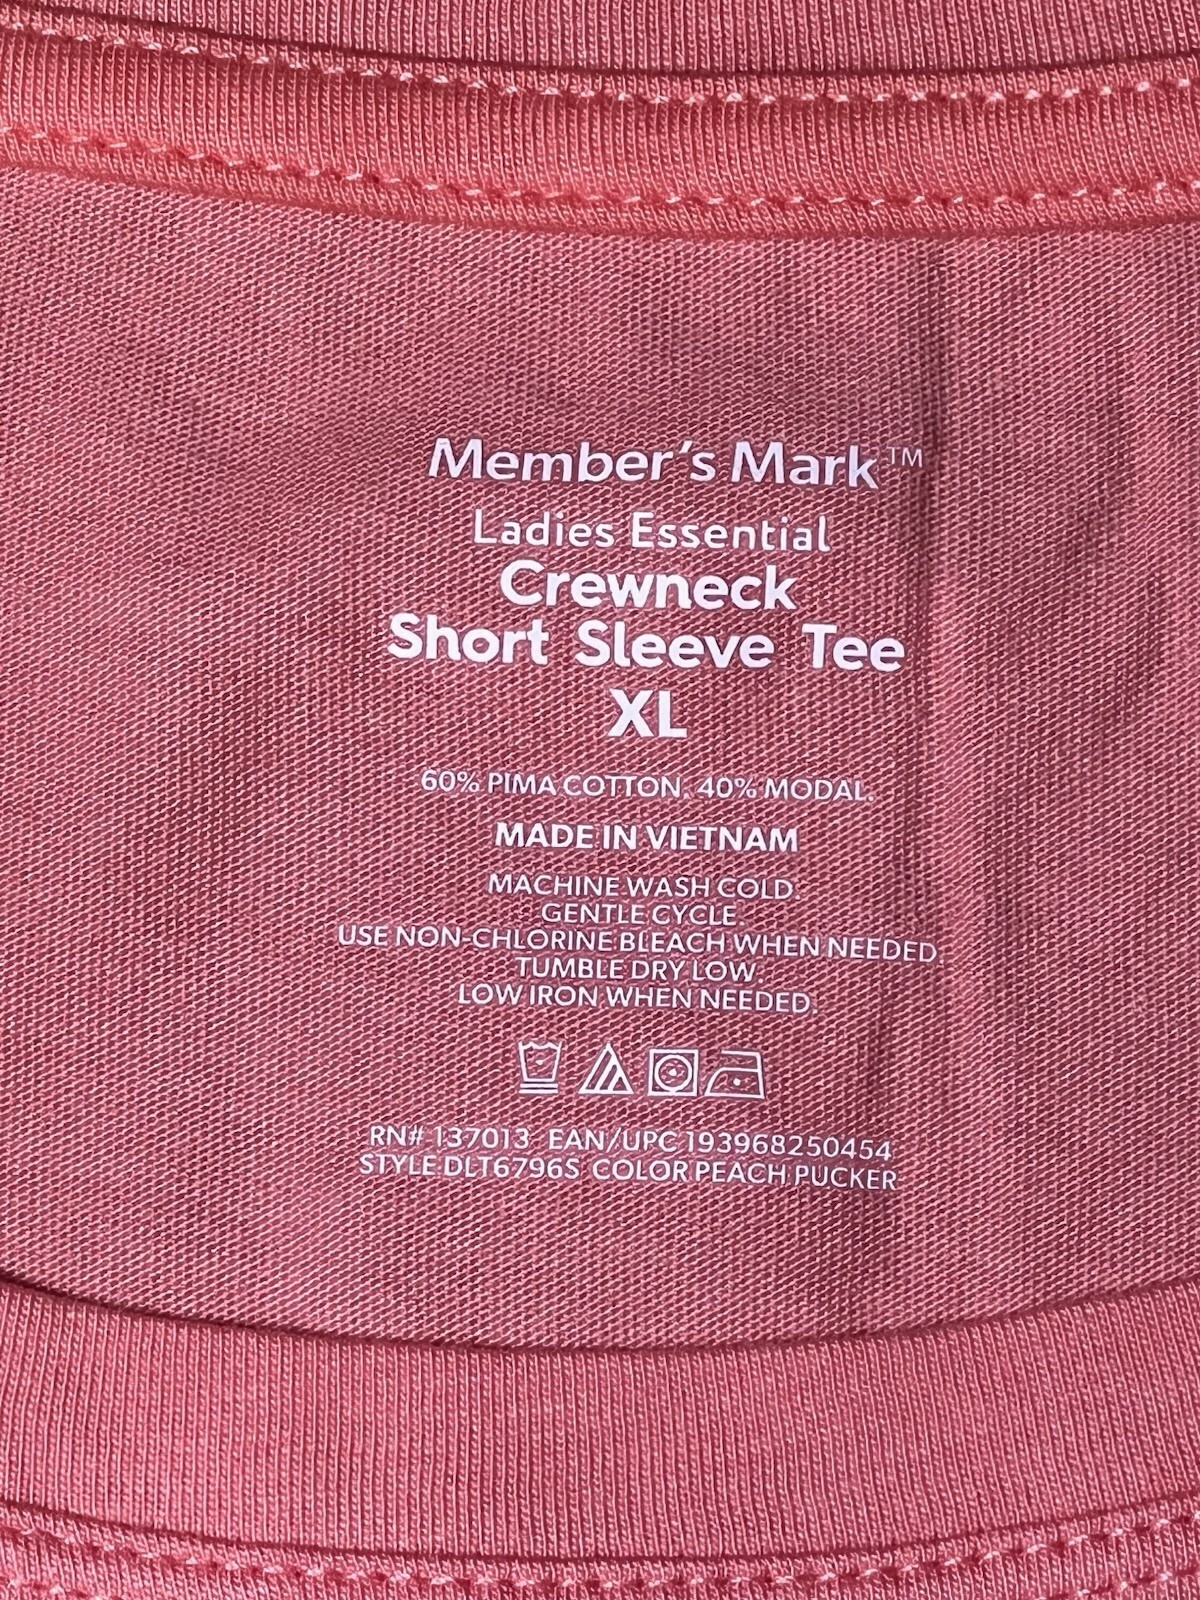 Member's Mark™
Ladies Essential
Crewneck
Short Sleeve Tee
XL
60% PIMA COTTON, 40% MODAL.
MADE IN VIETNAM
MACHINE WASH COLD.
GENTLE CYCLE.
USE NON-CHLORINE BLEACH WHEN NEEDED.
TUMBLE DRY LOW
LOW IRON WHEN NEEDED.
RN# 137013 EAN/UPC 193968250454
STYLE DLT6796S COLOR PEACH PUCKER